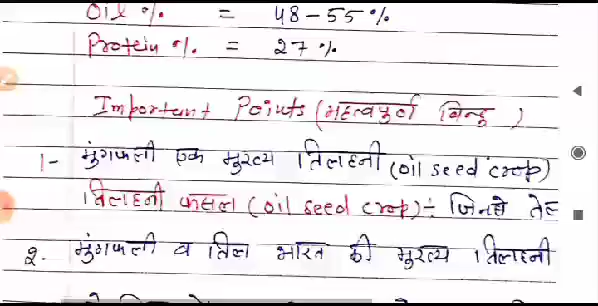 Oil % = 48-55%
Protein % = 27 %
Important Points (महत्वपुर्ण बिन्दु )
1- मुंगफली एक मुख्य तिलहनी (oil seed crop)
तिलहनी फसल (oil seed crop)÷ जिनसे तेल
2. मुंगफली व तिल भारत की मुख्य तिलहनी